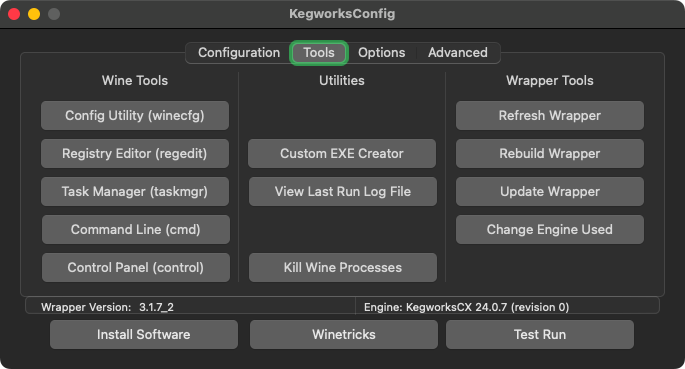 KegworksConfig
Configuration Tools Options Advanced
Wine Tools
Config Utility (winecfg)
Registry Editor (regedit)
Task Manager (taskmgr)
Command Line (cmd)
Control Panel (control)
Utilities
Custom EXE Creator
View Last Run Log File
Kill Wine Processes
Wrapper Tools
Refresh Wrapper
Rebuild Wrapper
Update Wrapper
Change Engine Used
Wrapper Version: 3.1.7_2
Engine: KegworksCX 24.0.7 (revision 0)
Install Software
Winetricks
Test Run